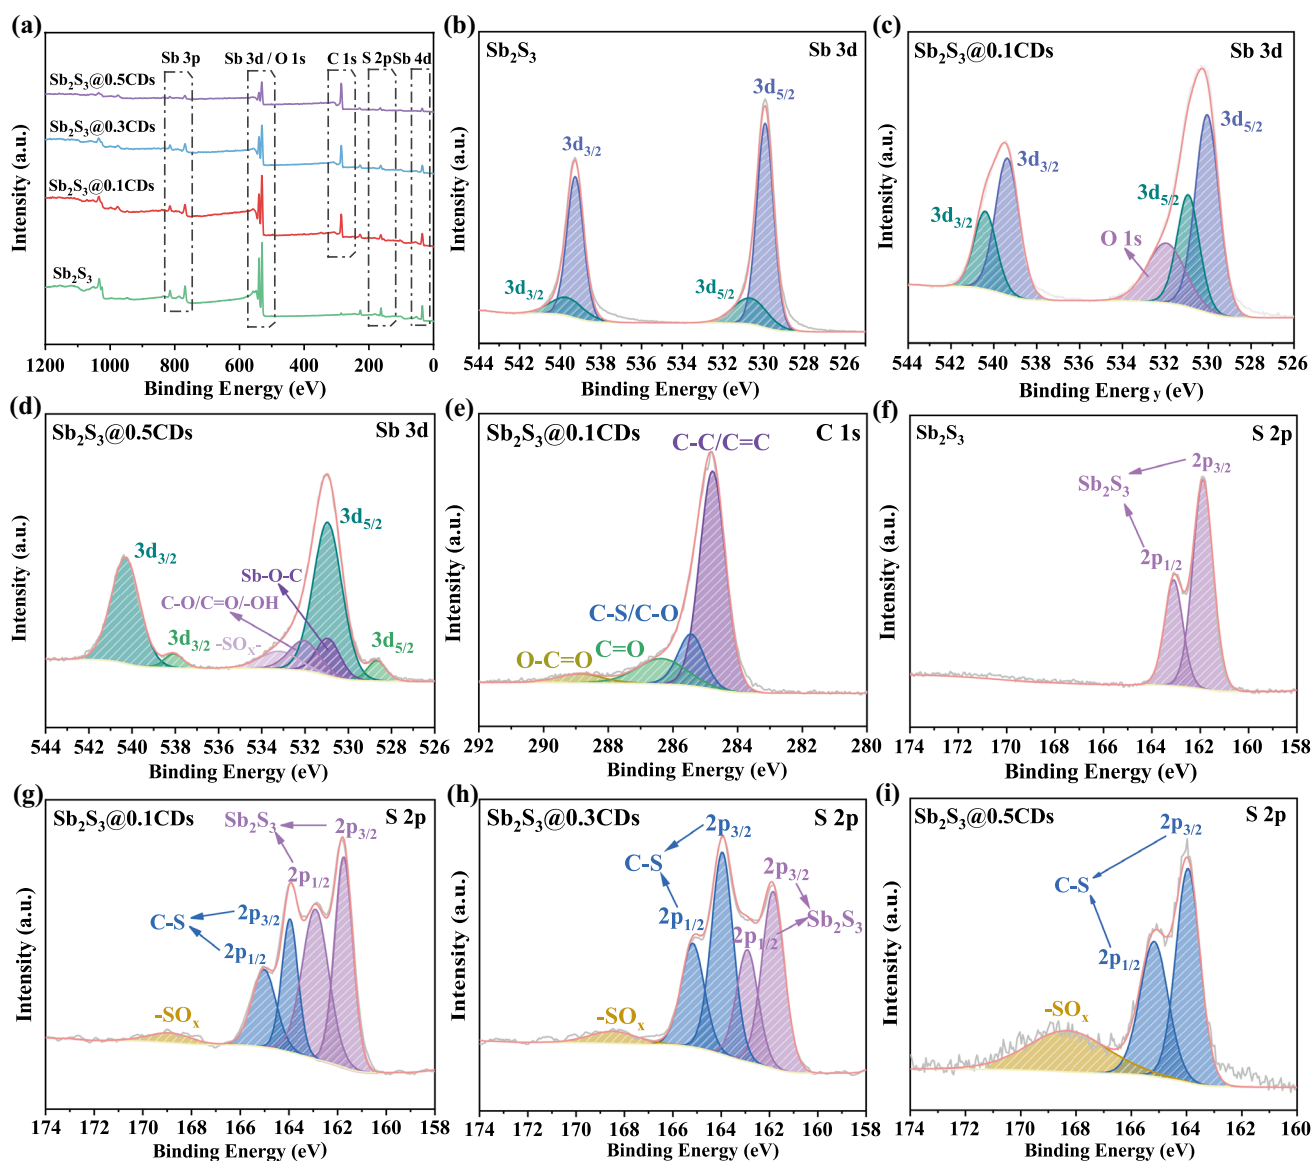 (a)
Sb 3p
Sb 3d / O 1s
C 1s
S 2p
Sb 4d
Sb₂S₃@0.5CDs
Sb₂S₃@0.3CDs
Sb₂S₃@0.1CDs
Sb₂S₃
Intensity (a.u.)
1200 1000 800 600 400 200 0
Binding Energy (eV)
(b)
Sb₂S₃
Sb 3d
3d₅/₂
3d₃/₂
3d₃/₂
3d₅/₂
Intensity (a.u.)
544 542 540 538 536 534 532 530 528 526
Binding Energy (eV)
(c)
Sb₂S₃@0.1CDs
Sb 3d
3d₅/₂
3d₃/₂
3d₃/₂
3d₅/₂
O 1s
Intensity (a.u.)
544 542 540 538 536 534 532 530 528 526
Binding Energy (eV)
(d)
Sb₂S₃@0.5CDs
Sb 3d
3d₅/₂
3d₃/₂
Sb-O-C
C-O/C=O/-OH
3d₃/₂
-SOₓ-
3d₅/₂
Intensity (a.u.)
544 542 540 538 536 534 532 530 528 526
Binding Energy (eV)
(e)
Sb₂S₃@0.1CDs
C 1s
C-C/C=C
C-S/C-O
C=O
O-C=O
Intensity (a.u.)
292 290 288 286 284 282 280
Binding Energy (eV)
(f)
Sb₂S₃
S 2p
2p₃/₂
Sb₂S₃
2p₁/₂
Intensity (a.u.)
174 172 170 168 166 164 162 160 158
Binding Energy (eV)
(g)
Sb₂S₃@0.1CDs
S 2p
Sb₂S₃
2p₃/₂
2p₁/₂
C-S
2p₃/₂
2p₁/₂
-SOₓ
Intensity (a.u.)
174 172 170 168 166 164 162 160 158
Binding Energy (eV)
(h)
Sb₂S₃@0.3CDs
S 2p
2p₃/₂
C-S
2p₃/₂
2p₁/₂
Sb₂S₃
2p₁/₂
-SOₓ
Intensity (a.u.)
174 172 170 168 166 164 162 160 158
Binding Energy (eV)
(i)
Sb₂S₃@0.5CDs
S 2p
2p₃/₂
C-S
2p₁/₂
-SOₓ
Intensity (a.u.)
174 172 170 168 166 164 162 160
Binding Energy (eV)